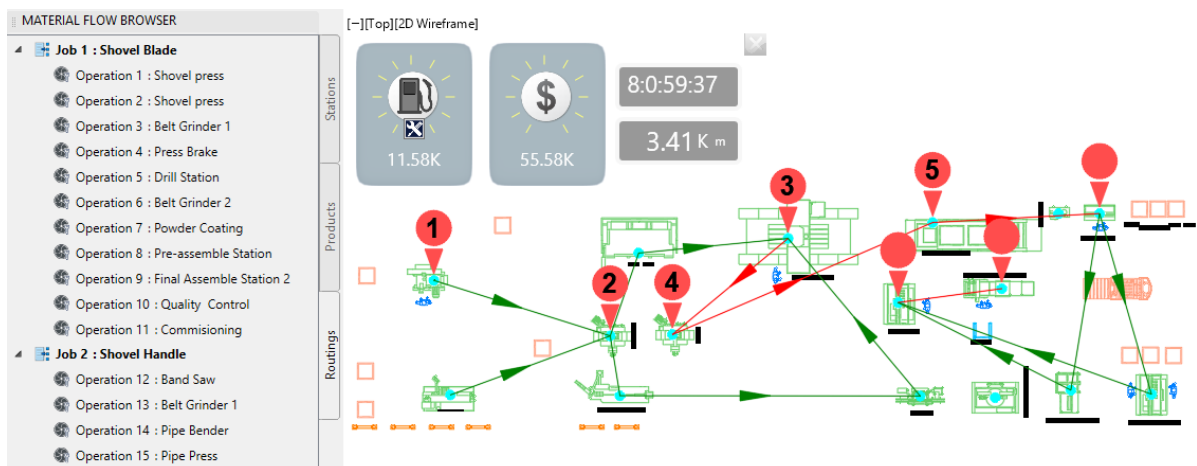 MATERIAL FLOW BROWSER
Job 1 : Shovel Blade
Operation 1 : Shovel press
Operation 2 : Shovel press
Operation 3 : Belt Grinder 1
Operation 4 : Press Brake
Operation 5 : Drill Station
Operation 6 : Belt Grinder 2
Operation 7 : Powder Coating
Operation 8 : Pre-assemble Station
Operation 9 : Final Assemble Station 2
Operation 10 : Quality Control
Operation 11 : Commisioning
Job 2 : Shovel Handle
Operation 12 : Band Saw
Operation 13 : Belt Grinder 1
Operation 14 : Pipe Bender
Operation 15 : Pipe Press
Stations
Products
Routings
[−][Top][2D Wireframe]
11.58K
$
55.58K
8:0:59:37
3.41 K m
1
2
3
4
5